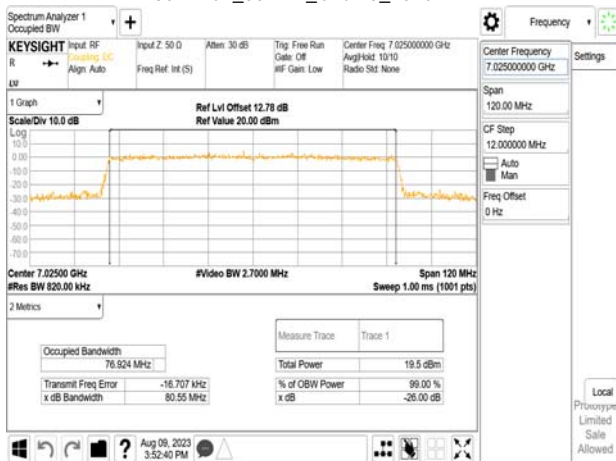 Spectrum Analyzer 1
Occupied BW
+
Frequency
KEYSIGHT
R
LXI
Input: RF
Coupling: DC
Align: Auto
Input Z: 50 Ω
Freq Ref: Int (S)
Atten: 30 dB
Trig: Free Run
Gate: Off
#IF Gain: Low
Center Freq: 7.025000000 GHz
Avg|Hold: 10/10
Radio Std: None
Center Frequency
7.025000000 GHz
Settings
Span
120.00 MHz
CF Step
12.000000 MHz
Auto
Man
Freq Offset
0 Hz
1 Graph
Scale/Div 10.0 dB
Ref Lvl Offset 12.78 dB
Ref Value 20.00 dBm
Log
10.0
0.00
-10.0
-20.0
-30.0
-40.0
-50.0
-60.0
-70.0
Center 7.02500 GHz
#Video BW 2.7000 MHz
Span 120 MHz
#Res BW 820.00 kHz
Sweep 1.00 ms (1001 pts)
2 Metrics
Measure Trace Trace 1
Occupied Bandwidth
76.924 MHz
Total Power 19.5 dBm
Transmit Freq Error -16.707 kHz
% of OBW Power 99.00 %
x dB Bandwidth 80.55 MHz
x dB -26.00 dB
Local
Prototype
Limited
Sale
Allowed
?
Aug 09, 2023
3:52:40 PM